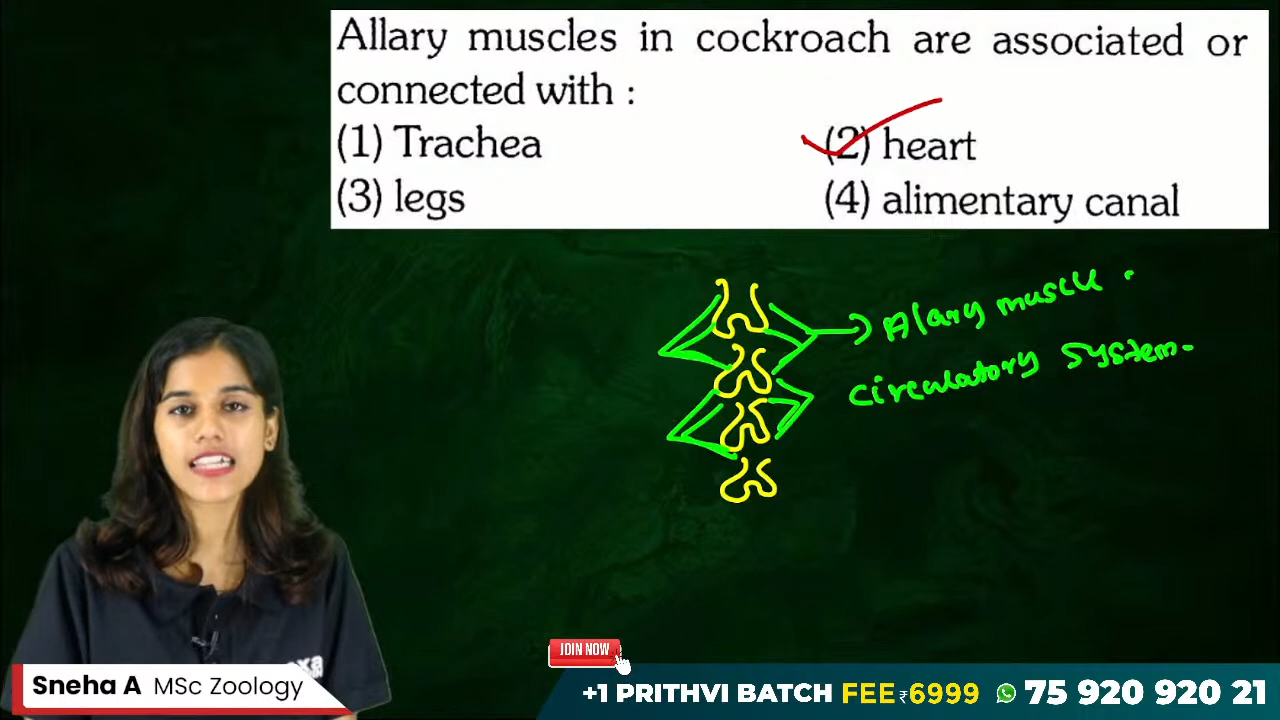 Allary muscles in cockroach are associated or
connected with :
(1) Trachea (2) heart
(3) legs (4) alimentary canal
Alary muscle .
circulatory system-
JOIN NOW
Sneha A MSc Zoology
+1 PRITHVI BATCH FEE ₹6999 75 920 920 21